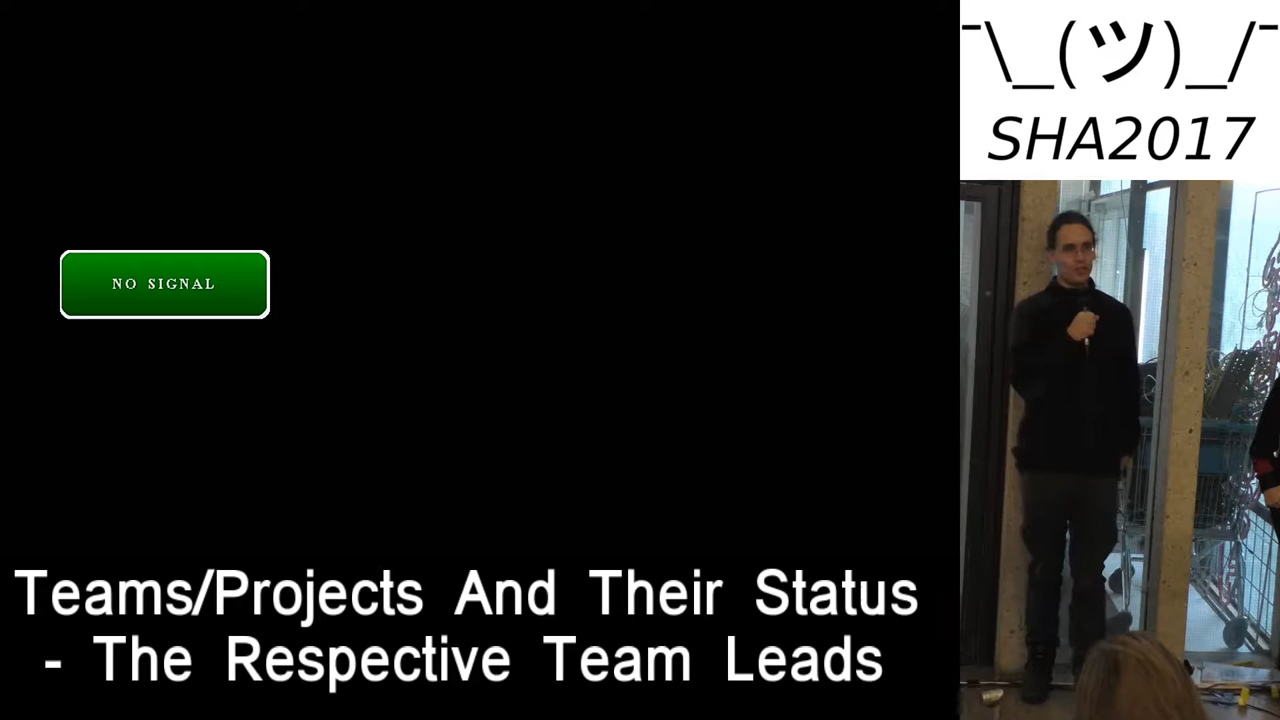 ¯\_(ツ)_/¯
SHA2017
NO SIGNAL
Teams/Projects And Their Status
- The Respective Team Leads